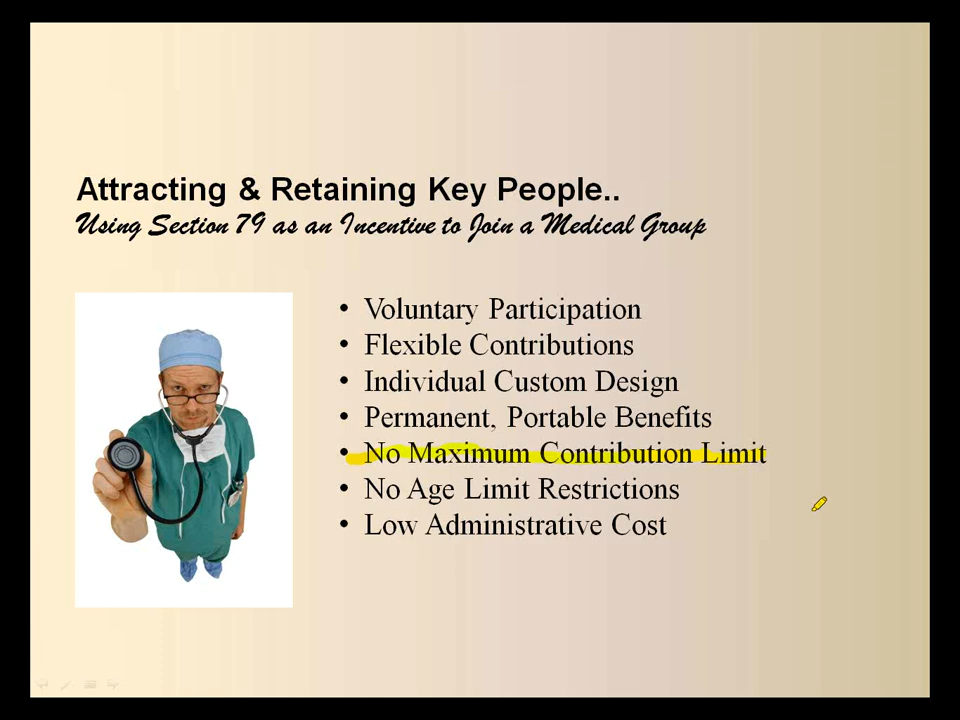 Attracting & Retaining Key People..
Using Section 79 as an Incentive to Join a Medical Group
• Voluntary Participation
• Flexible Contributions
• Individual Custom Design
• Permanent, Portable Benefits
• No Maximum Contribution Limit
• No Age Limit Restrictions
• Low Administrative Cost